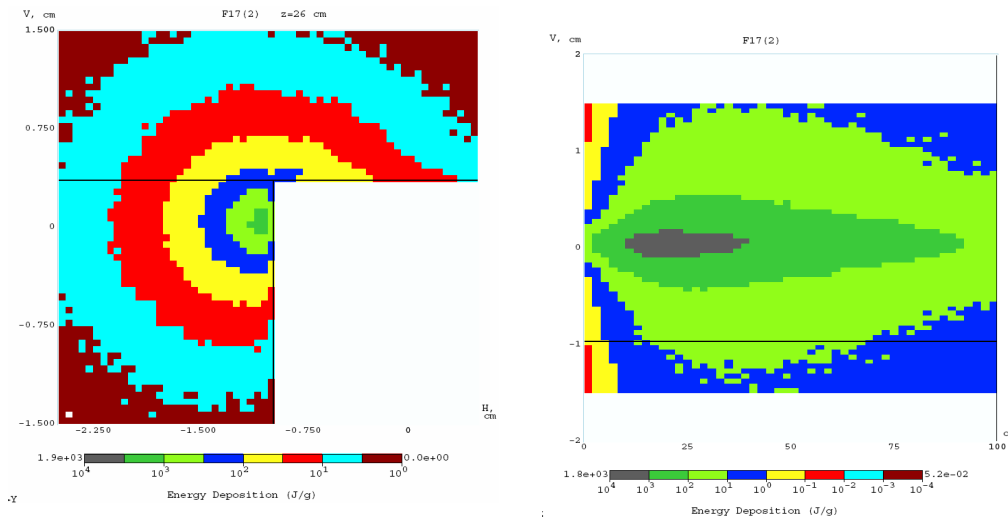 V, cm F17(2) z=26 cm
1.500
0.750
0
-0.750
-1.500
H, cm
-2.250 -1.500 -0.750 0
1.9e+03 0.0e+00
10^4 10^3 10^2 10^1 10^0
Energy Deposition (J/g)
-Y
V, cm F17(2)
2
1
0
-1
-2
0 25 50 75 100
c
1.8e+03 5.2e-02
10^4 10^3 10^2 10^1 10^0 10^-1 10^-2 10^-3 10^-4
Energy Deposition (J/g)